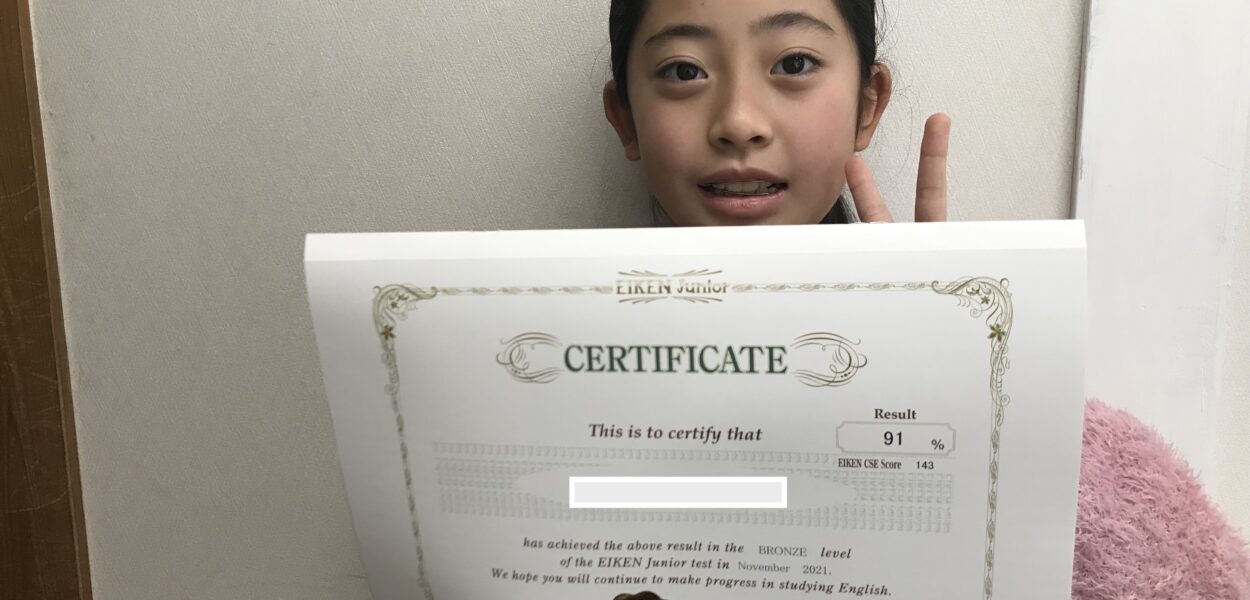 EIKEN Junior
CERTIFICATE
Result
91 %
EIKEN CSE Score 143
This is to certify that
has achieved the above result in the BRONZE level
of the EIKEN Junior test in November 2021.
We hope you will continue to make progress in studying English.